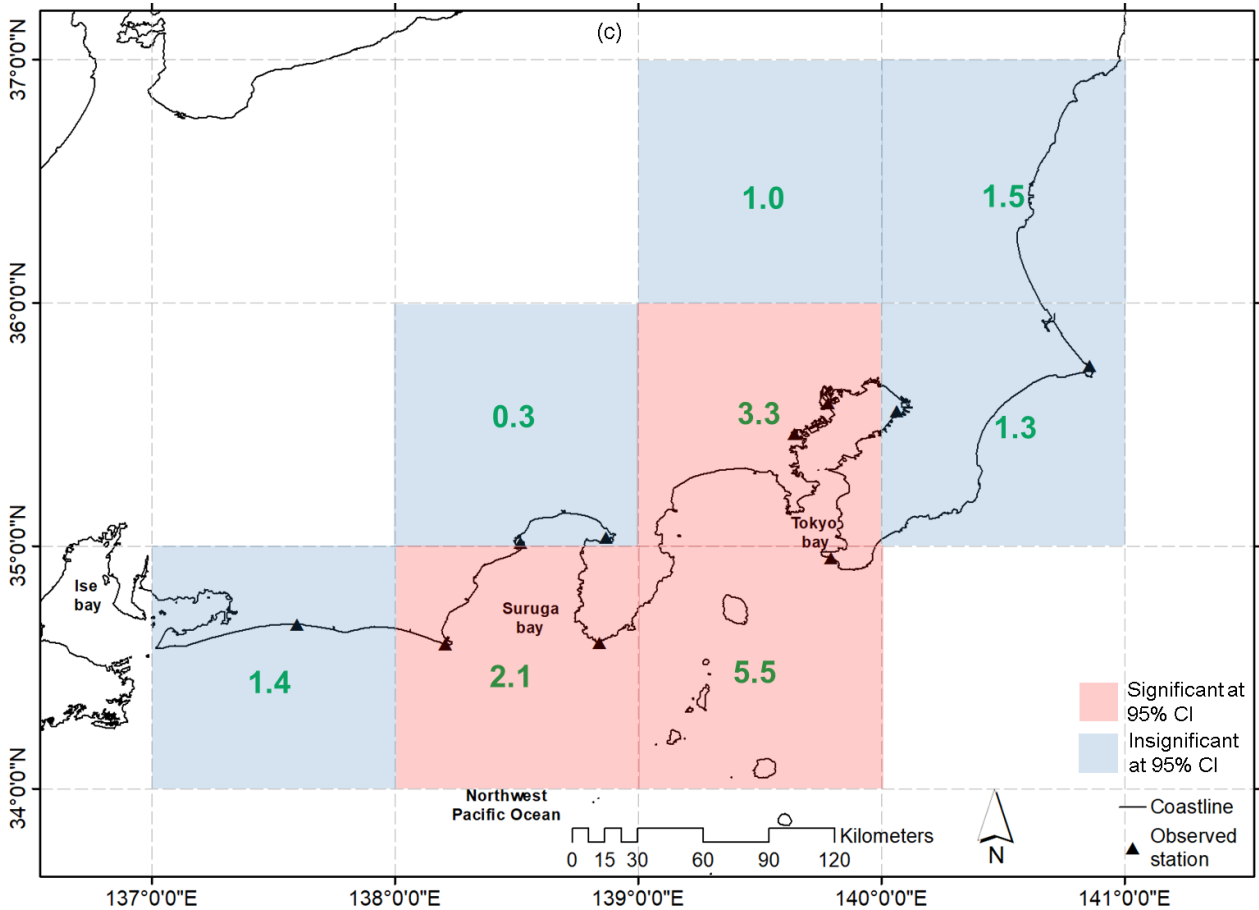 (c)
37°0'0"N
36°0'0"N
35°0'0"N
34°0'0"N
1.0
1.5
0.3
3.3
1.3
Tokyo
bay
Ise
bay
Suruga
bay
1.4
2.1
5.5
Significant at
95% CI
Insignificant
at 95% CI
Northwest
Pacific Ocean
Kilometers
0 15 30 60 90 120
N
Coastline
Observed
station
137°0'0"E 138°0'0"E 139°0'0"E 140°0'0"E 141°0'0"E